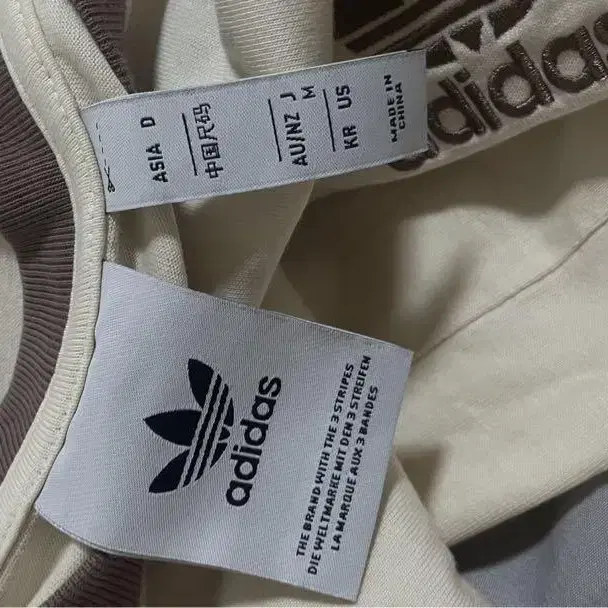 ASIA D
中国尺码
AU/NZ J
M
KR US
MADE IN
CHINA
adidas
adidas
THE BRAND WITH THE 3 STRIPES
DIE WELTMARKE MIT DEN 3 STREIFEN
LA MARQUE AUX 3 BANDES